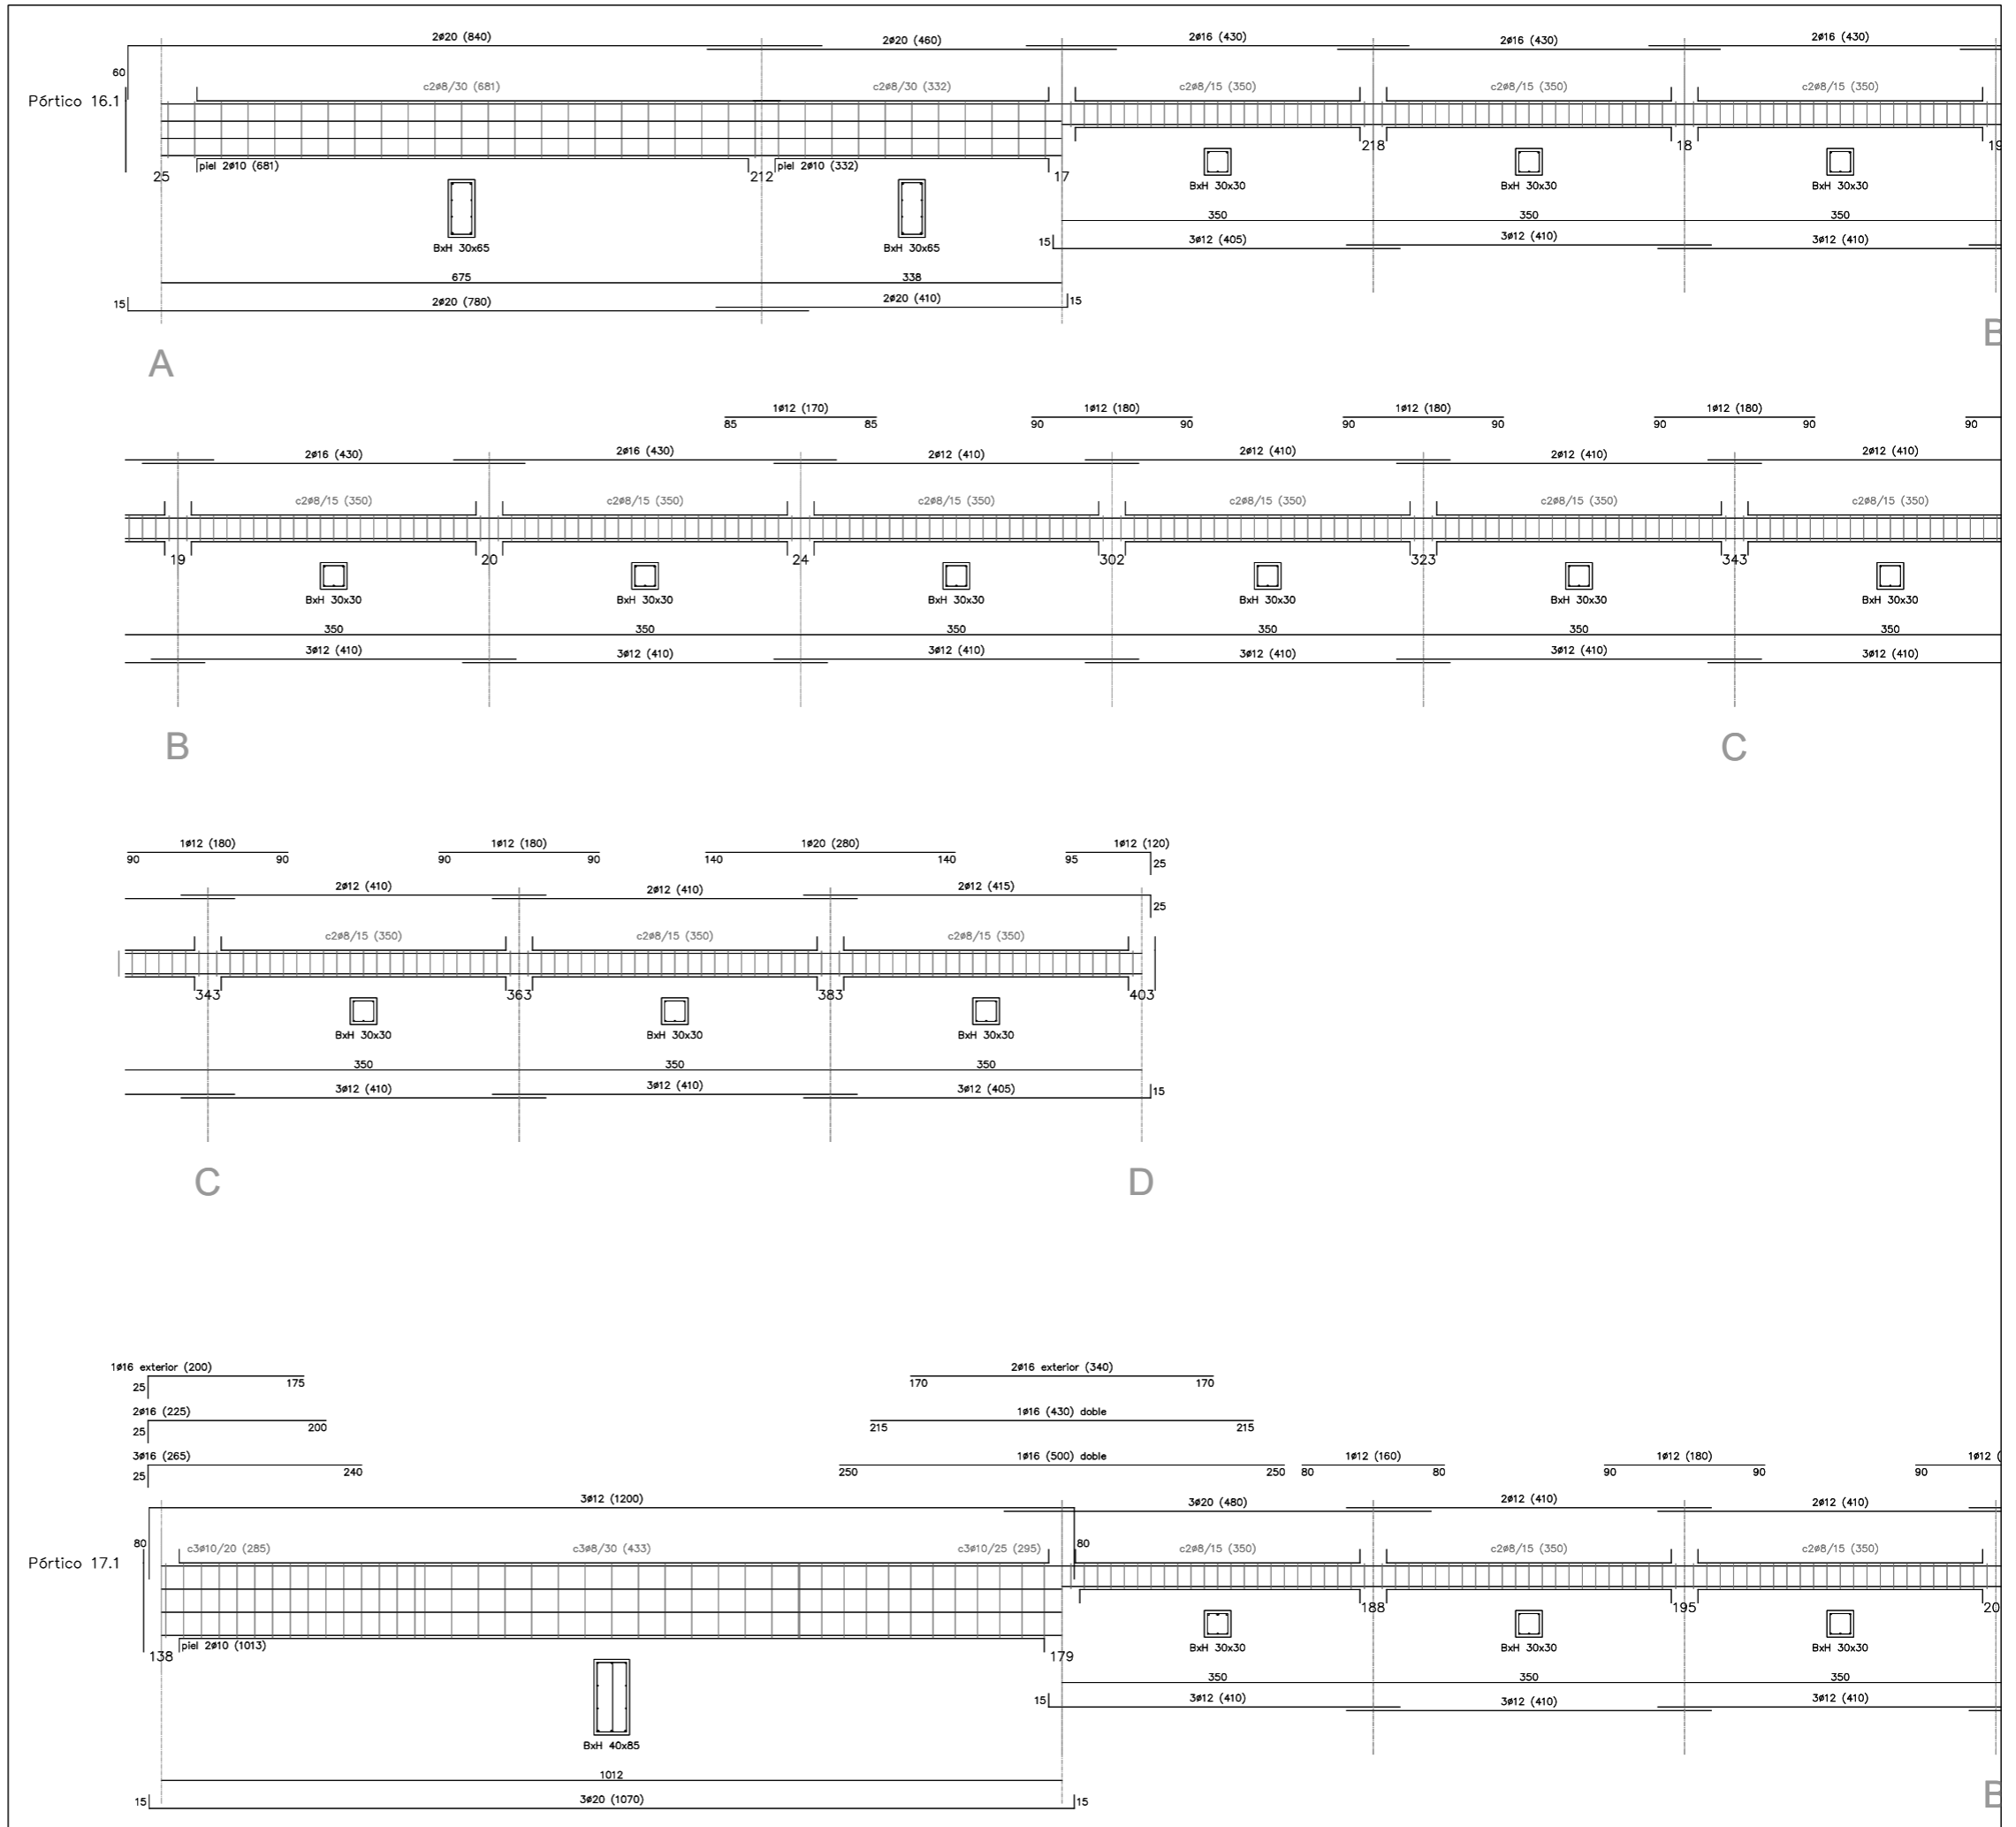 2ø20 (840)
2ø20 (460)
2ø16 (430)
2ø16 (430)
2ø16 (430)
60
c2ø8/30 (681)
c2ø8/30 (332)
c2ø8/15 (350)
c2ø8/15 (350)
c2ø8/15 (350)
Pórtico 16.1
piel 2ø10 (681)
piel 2ø10 (332)
25
212
17
218
18
19
BxH 30x65
BxH 30x65
BxH 30x30
BxH 30x30
BxH 30x30
350
350
350
15
3ø12 (405)
3ø12 (410)
3ø12 (410)
675
338
15
2ø20 (780)
2ø20 (410)
15
A
B
1ø12 (170)
1ø12 (180)
1ø12 (180)
1ø12 (180)
85
85
90
90
90
90
90
90
90
2ø16 (430)
2ø16 (430)
2ø12 (410)
2ø12 (410)
2ø12 (410)
2ø12 (410)
c2ø8/15 (350)
c2ø8/15 (350)
c2ø8/15 (350)
c2ø8/15 (350)
c2ø8/15 (350)
c2ø8/15 (350)
19
20
24
302
323
343
BxH 30x30
BxH 30x30
BxH 30x30
BxH 30x30
BxH 30x30
BxH 30x30
350
350
350
350
350
350
3ø12 (410)
3ø12 (410)
3ø12 (410)
3ø12 (410)
3ø12 (410)
3ø12 (410)
B
C
1ø12 (180)
1ø12 (180)
1ø20 (280)
1ø12 (120)
90
90
90
90
140
140
95
25
2ø12 (410)
2ø12 (410)
2ø12 (415)
25
c2ø8/15 (350)
c2ø8/15 (350)
c2ø8/15 (350)
343
363
383
403
BxH 30x30
BxH 30x30
BxH 30x30
350
350
350
3ø12 (410)
3ø12 (410)
3ø12 (405)
15
C
D
1ø16 exterior (200)
2ø16 exterior (340)
25
175
170
170
2ø16 (225)
1ø16 (430) doble
25
200
215
215
3ø16 (265)
1ø16 (500) doble
1ø12 (160)
1ø12 (180)
1ø12 (
25
240
250
250
80
80
90
90
90
3ø12 (1200)
3ø20 (480)
2ø12 (410)
2ø12 (410)
80
c3ø10/20 (285)
c3ø8/30 (433)
c3ø10/25 (295)
80
c2ø8/15 (350)
c2ø8/15 (350)
c2ø8/15 (350)
Pórtico 17.1
piel 2ø10 (1013)
138
179
188
195
20
BxH 30x30
BxH 30x30
BxH 30x30
350
350
350
15
3ø12 (410)
3ø12 (410)
3ø12 (410)
BxH 40x85
1012
15
3ø20 (1070)
15
B